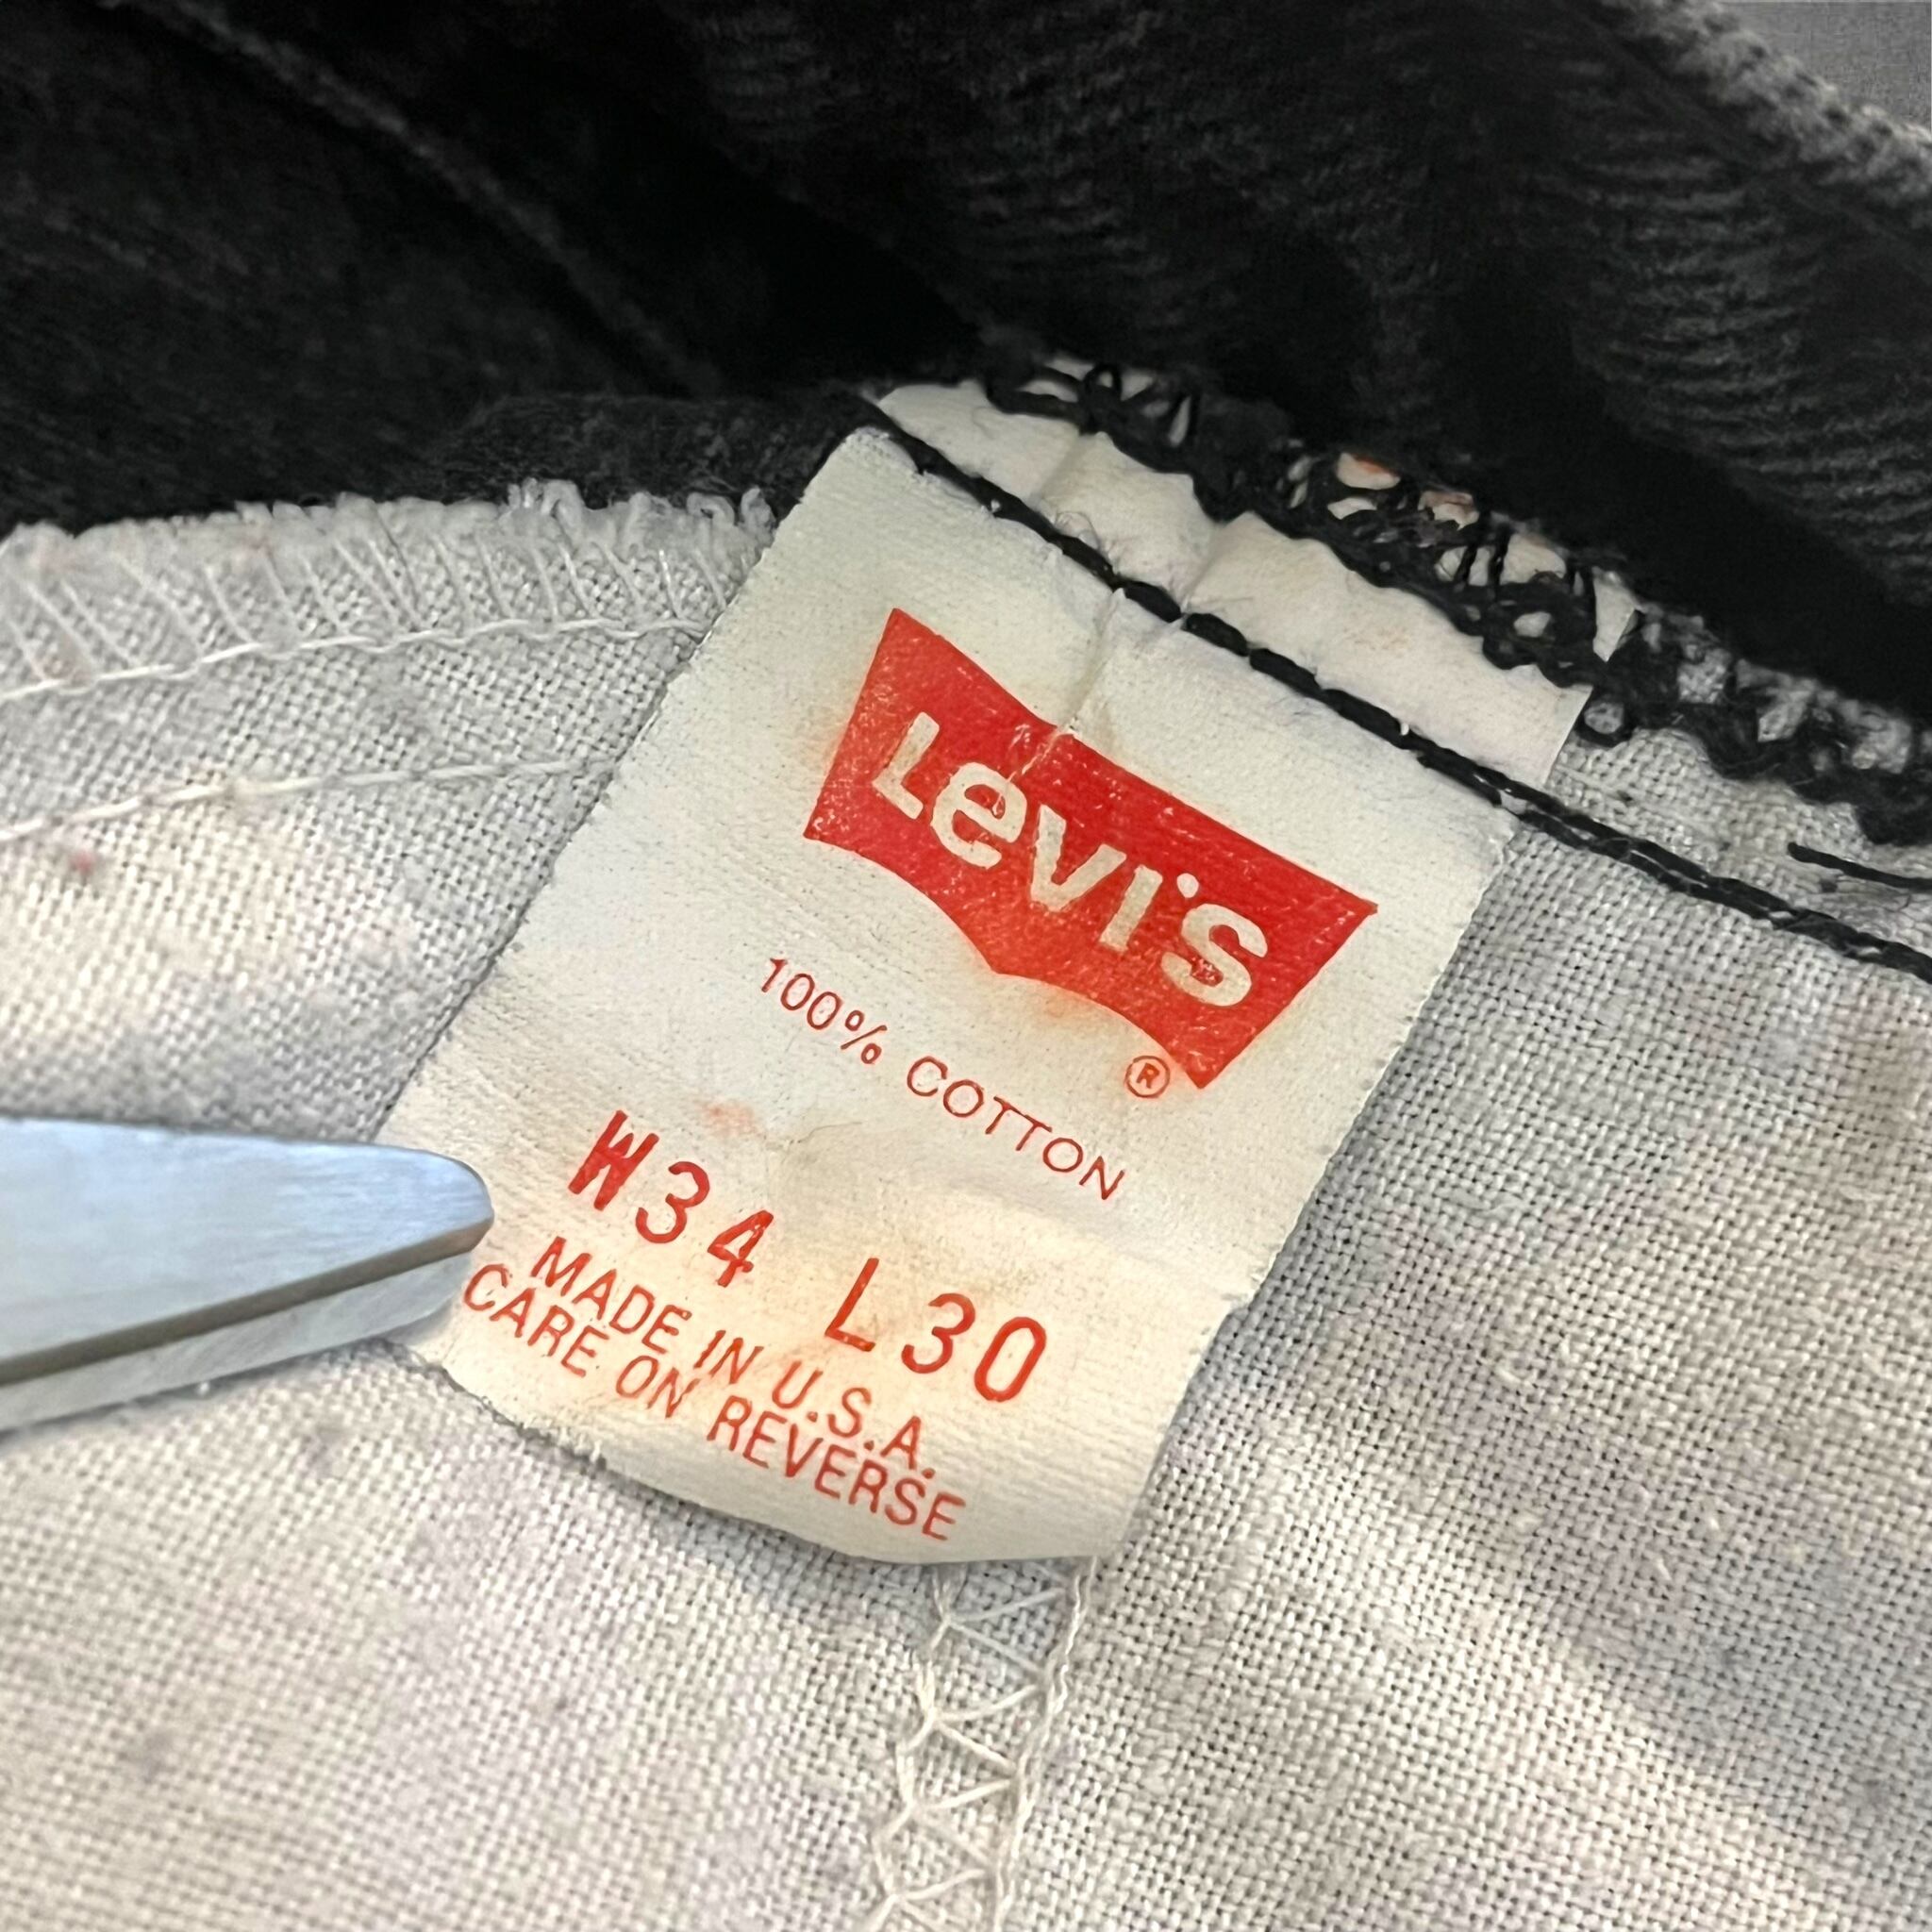 Levi's
®
100% COTTON
W34 L30
MADE IN U.S.A.
CARE ON REVERSE